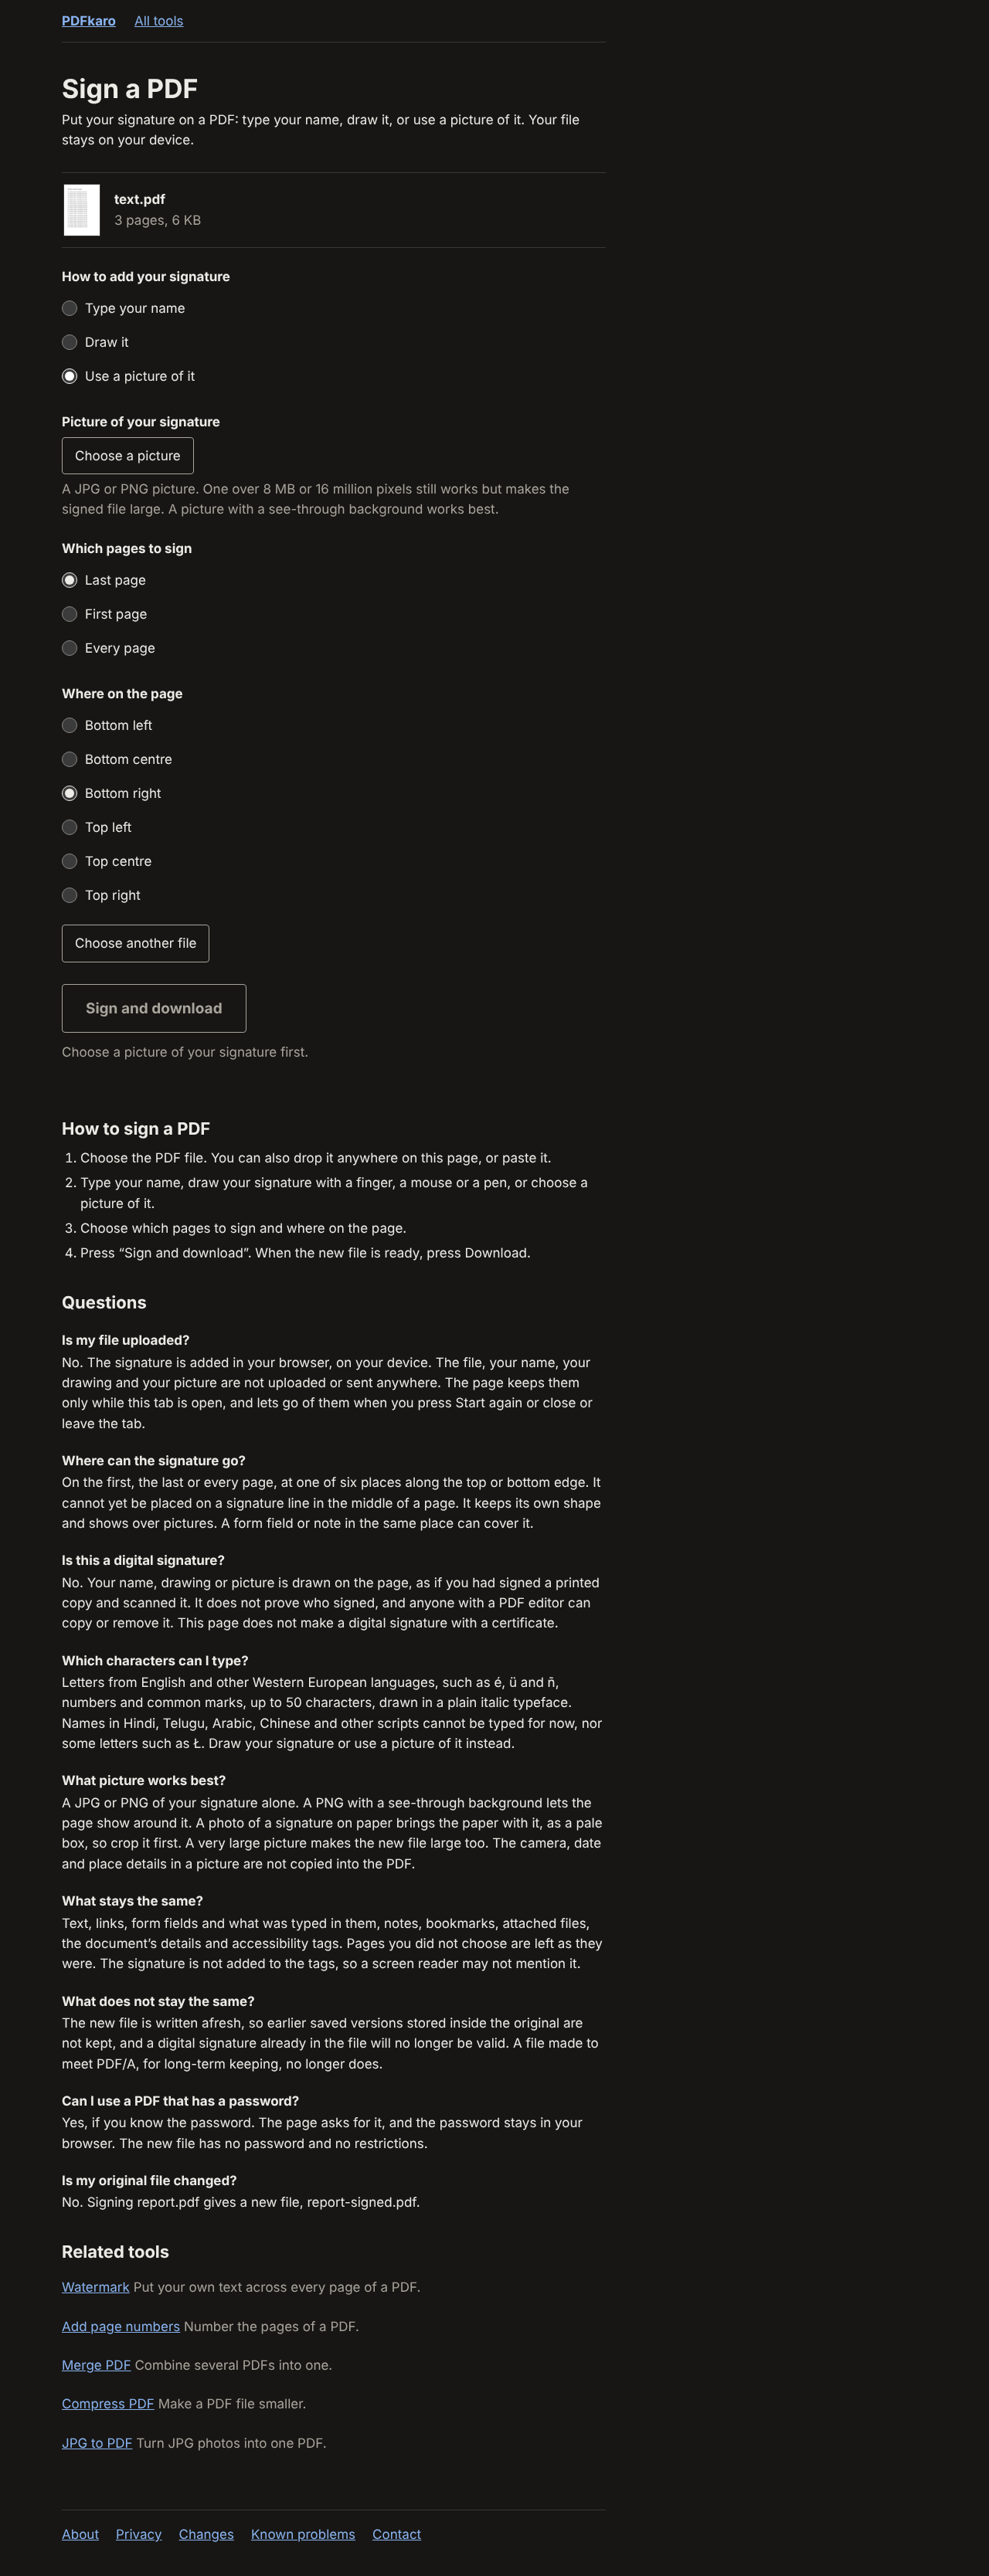 PDFkaro All tools
Sign a PDF
Put your signature on a PDF: type your name, draw it, or use a picture of it. Your file
stays on your device.
text.pdf
3 pages, 6 KB
How to add your signature
Type your name
Draw it
Use a picture of it
Picture of your signature
Choose a picture
A JPG or PNG picture. One over 8 MB or 16 million pixels still works but makes the
signed file large. A picture with a see-through background works best.
Which pages to sign
Last page
First page
Every page
Where on the page
Bottom left
Bottom centre
Bottom right
Top left
Top centre
Top right
Choose another file
Sign and download
Choose a picture of your signature first.
How to sign a PDF
1. Choose the PDF file. You can also drop it anywhere on this page, or paste it.
2. Type your name, draw your signature with a finger, a mouse or a pen, or choose a
picture of it.
3. Choose which pages to sign and where on the page.
4. Press “Sign and download”. When the new file is ready, press Download.
Questions
Is my file uploaded?
No. The signature is added in your browser, on your device. The file, your name, your
drawing and your picture are not uploaded or sent anywhere. The page keeps them
only while this tab is open, and lets go of them when you press Start again or close or
leave the tab.
Where can the signature go?
On the first, the last or every page, at one of six places along the top or bottom edge. It
cannot yet be placed on a signature line in the middle of a page. It keeps its own shape
and shows over pictures. A form field or note in the same place can cover it.
Is this a digital signature?
No. Your name, drawing or picture is drawn on the page, as if you had signed a printed
copy and scanned it. It does not prove who signed, and anyone with a PDF editor can
copy or remove it. This page does not make a digital signature with a certificate.
Which characters can I type?
Letters from English and other Western European languages, such as é, ü and ñ,
numbers and common marks, up to 50 characters, drawn in a plain italic typeface.
Names in Hindi, Telugu, Arabic, Chinese and other scripts cannot be typed for now, nor
some letters such as Ł. Draw your signature or use a picture of it instead.
What picture works best?
A JPG or PNG of your signature alone. A PNG with a see-through background lets the
page show around it. A photo of a signature on paper brings the paper with it, as a pale
box, so crop it first. A very large picture makes the new file large too. The camera, date
and place details in a picture are not copied into the PDF.
What stays the same?
Text, links, form fields and what was typed in them, notes, bookmarks, attached files,
the document’s details and accessibility tags. Pages you did not choose are left as they
were. The signature is not added to the tags, so a screen reader may not mention it.
What does not stay the same?
The new file is written afresh, so earlier saved versions stored inside the original are
not kept, and a digital signature already in the file will no longer be valid. A file made to
meet PDF/A, for long-term keeping, no longer does.
Can I use a PDF that has a password?
Yes, if you know the password. The page asks for it, and the password stays in your
browser. The new file has no password and no restrictions.
Is my original file changed?
No. Signing report.pdf gives a new file, report-signed.pdf.
Related tools
Watermark Put your own text across every page of a PDF.
Add page numbers Number the pages of a PDF.
Merge PDF Combine several PDFs into one.
Compress PDF Make a PDF file smaller.
JPG to PDF Turn JPG photos into one PDF.
About Privacy Changes Known problems Contact